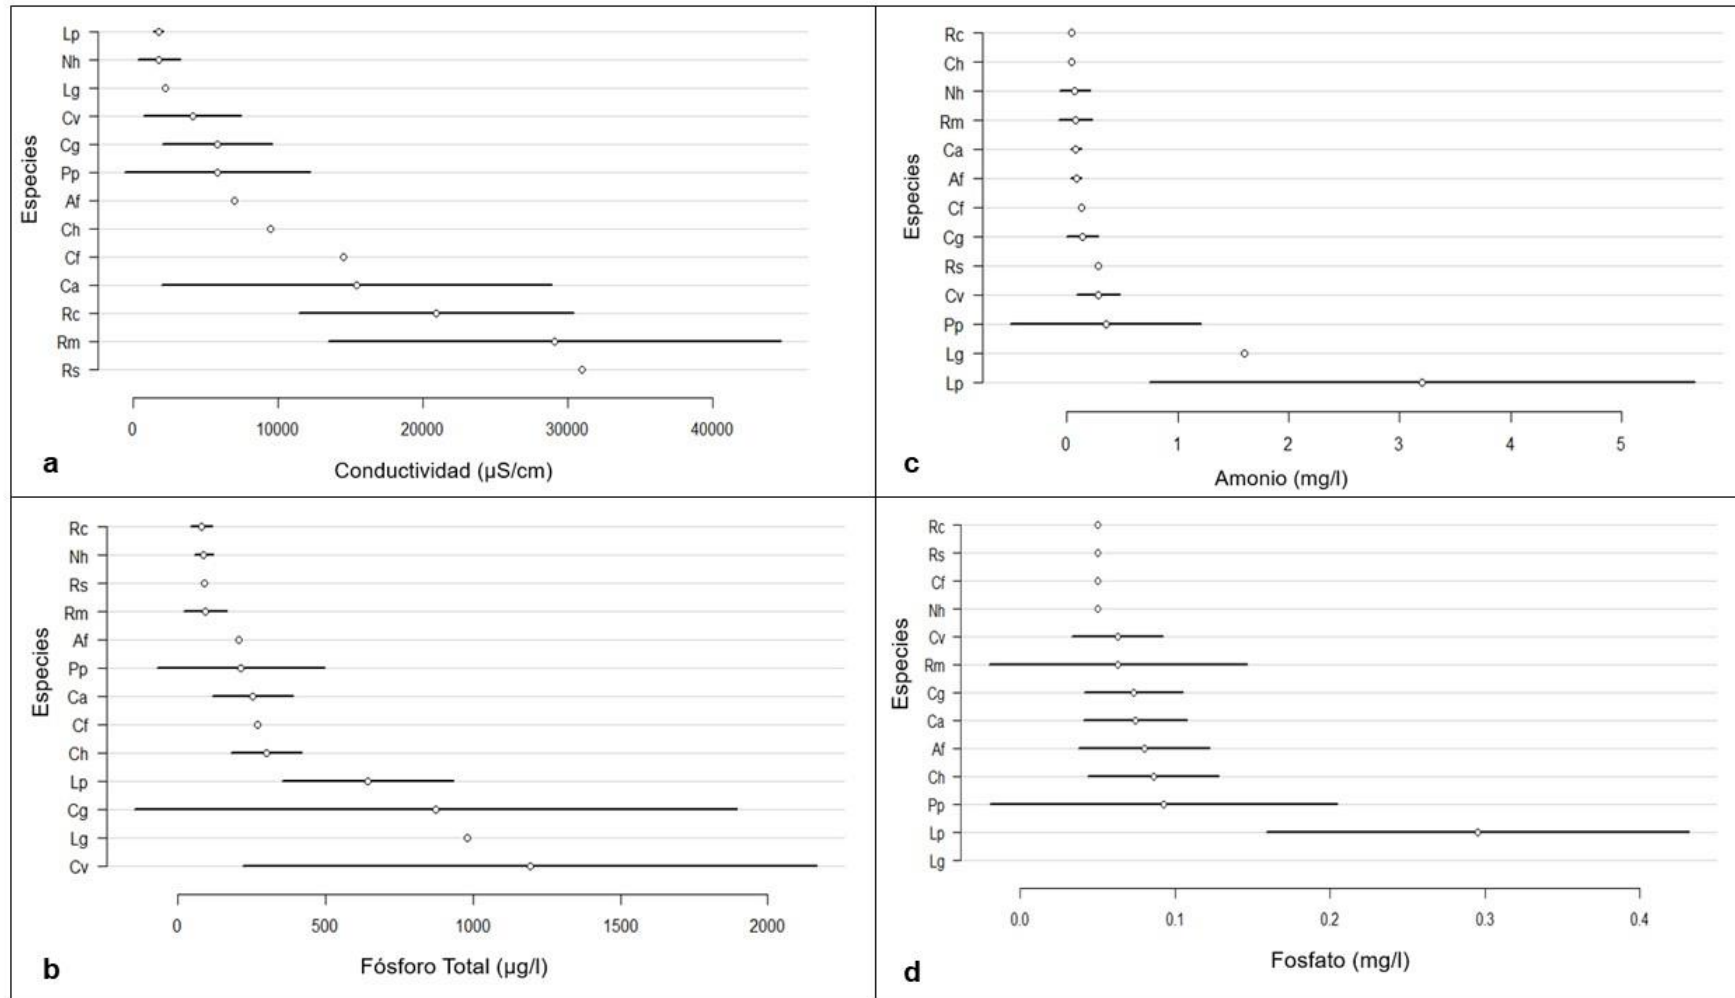 Especies
Lp
Nh
Lg
Cv
Cg
Pp
Af
Ch
Cf
Ca
Rc
Rm
Rs
0 10000 20000 30000 40000
a
Conductividad (µS/cm)
Especies
Rc
Ch
Nh
Rm
Ca
Af
Cf
Cg
Rs
Cv
Pp
Lg
Lp
0 1 2 3 4 5
c
Amonio (mg/l)
Especies
Rc
Nh
Rs
Rm
Af
Pp
Ca
Cf
Ch
Lp
Cg
Lg
Cv
0 500 1000 1500 2000
b
Fósforo Total (µg/l)
Especies
Rc
Rs
Cf
Nh
Cv
Rm
Cg
Ca
Af
Ch
Pp
Lp
Lg
0.0 0.1 0.2 0.3 0.4
d
Fosfato (mg/l)